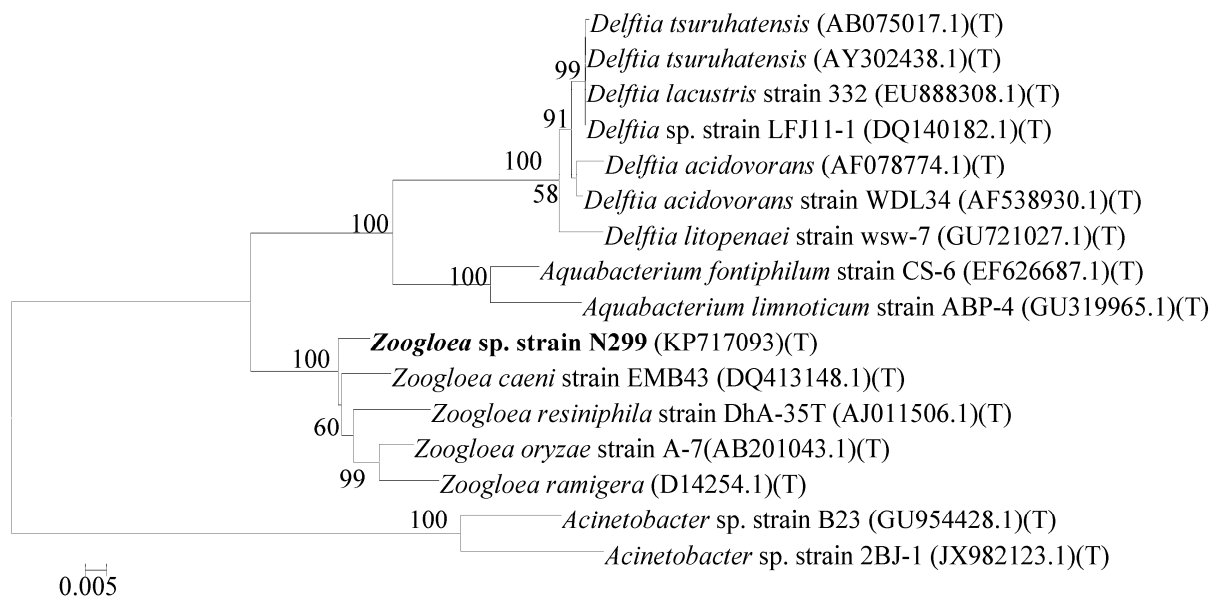 Delftia tsuruhatensis (AB075017.1)(T)
Delftia tsuruhatensis (AY302438.1)(T)
99
Delftia lacustris strain 332 (EU888308.1)(T)
91
Delftia sp. strain LFJ11-1 (DQ140182.1)(T)
100
Delftia acidovorans (AF078774.1)(T)
58
Delftia acidovorans strain WDL34 (AF538930.1)(T)
100
Delftia litopenaei strain wsw-7 (GU721027.1)(T)
100
Aquabacterium fontiphilum strain CS-6 (EF626687.1)(T)
Aquabacterium limnoticum strain ABP-4 (GU319965.1)(T)
Zoogloea sp. strain N299 (KP717093)(T)
100
Zoogloea caeni strain EMB43 (DQ413148.1)(T)
Zoogloea resiniphila strain DhA-35T (AJ011506.1)(T)
60
Zoogloea oryzae strain A-7(AB201043.1)(T)
99
Zoogloea ramigera (D14254.1)(T)
100
Acinetobacter sp. strain B23 (GU954428.1)(T)
Acinetobacter sp. strain 2BJ-1 (JX982123.1)(T)
0.005